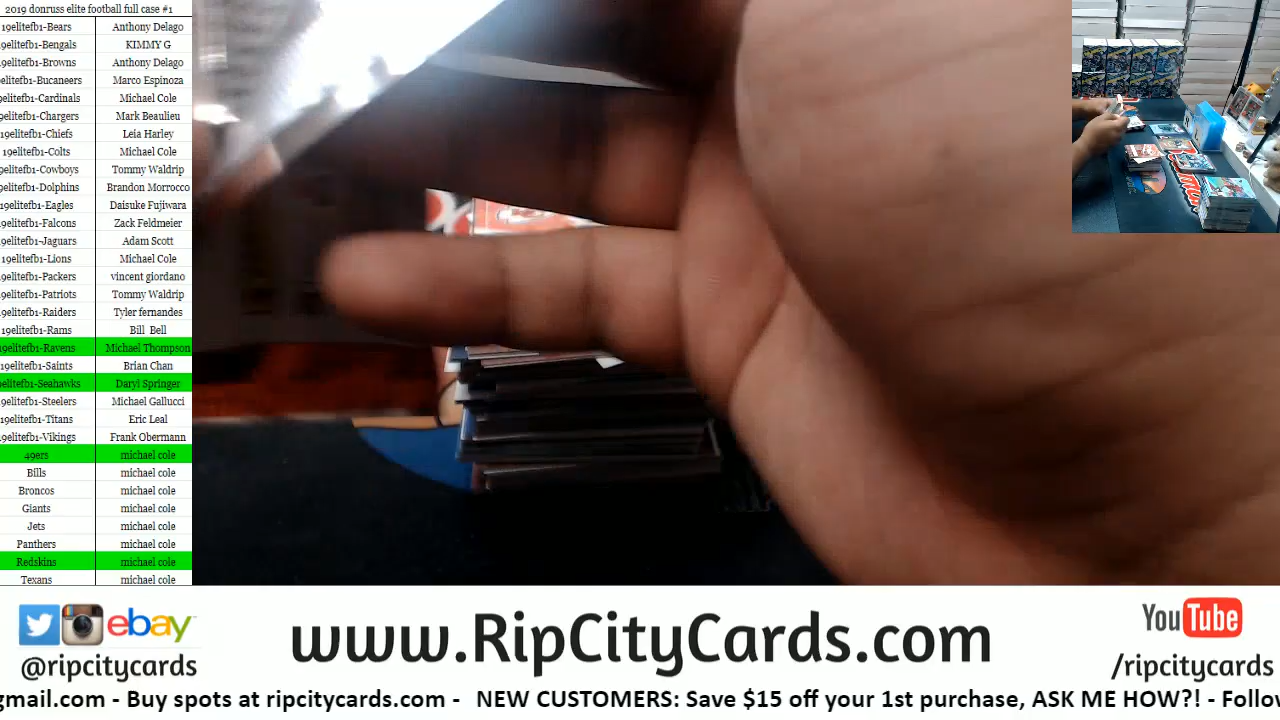 2019 donruss elite football full case #1
19elitefb1-Bears Anthony Delago
19elitefb1-Bengals KIMMY G
19elitefb1-Browns Anthony Delago
elitefb1-Bucaneers Marco Espinoza
9elitefb1-Cardinals Michael Cole
9elitefb1-Chargers Mark Beaulieu
19elitefb1-Chiefs Leia Harley
19elitefb1-Colts Michael Cole
9elitefb1-Cowboys Tommy Waldrip
9elitefb1-Dolphins Brandon Morrocco
19elitefb1-Eagles Daisuke Fujiwara
19elitefb1-Falcons Zack Feldmeier
19elitefb1-Jaguars Adam Scott
19elitefb1-Lions Michael Cole
19elitefb1-Packers vincent giordano
19elitefb1-Patriots Tommy Waldrip
19elitefb1-Raiders Tyler fernandes
19elitefb1-Rams Bill Bell
19elitefb1-Ravens Michael Thompson
19elitefb1-Saints Brian Chan
elitefb1-Seahawks Daryl Springer
19elitefb1-Steelers Michael Gallucci
19elitefb1-Titans Eric Leal
19elitefb1-Vikings Frank Obermann
49ers michael cole
Bills michael cole
Broncos michael cole
Giants michael cole
Jets michael cole
Panthers michael cole
Redskins michael cole
Texans michael cole
ebay
@ripcitycards
www.RipCityCards.com
YouTube
/ripcitycards
gmail.com - Buy spots at ripcitycards.com - NEW CUSTOMERS: Save $15 off your 1st purchase, ASK ME HOW?! - Follo